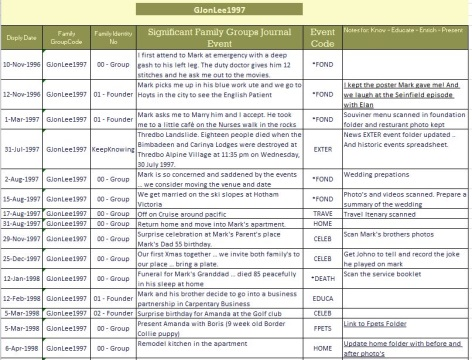 GJonLee1997
Duply Date
Family
GroupCode
Family Identity
No
Significant Family Groups Journal
Event
Event
Code
Notes for: Know - Educate - Enrich - Present
10-Nov-1996 GJonLee1997 00 - Group
I first attend to Mark at emergency with a deep
gash to his left leg. The duty doctor gives him 12
stitches and he ask me out to the movies.
*FOND
12-Nov-1996 GJonLee1997 01 - Founder
Mark picks me up in his blue work ute and we go to
Hoyts in the city to see the English Patient
*FOND
I kept the poster Mark gave me! And
we laugh at the Seinfield episode
with Elan
1-Mar-1997 GJonLee1997 01 - Founder
Mark asks me to Marry him and I accept. He took
me to a little café on the Nurses walk in the rocks
*FOND
Souviner menu scanned in foundation
folder and resturant photo kept
31-Jul-1997 GJonLee1997 KeepKnowing
Thredbo Landslide. Eighteen people died when the
Bimbadeen and Carinya Lodges were destroyed at
Thredbo Alpine Village at 11:35 pm on Wednesday,
30 July 1997.
EXTER
News EXTER event folder updated ..
And historic events spreadsheet.
2-Aug-1997 GJonLee1997 00 - Group
Mark is so concerned and saddened by the events
.. we consider moving the venue and date
*FOND
Wedding prepations
15-Aug-1997 GJonLee1997 00 - Group
We get married on the ski slopes at Hotham
Victoria
*FOND
Photo's and videos scanned. Prepare a
summary of the wedding
17-Aug-1997 GJonLee1997 00 - Group Off on Cruise around pacific TRAVE Travel Itenary scanned
31-Aug-1997 GJonLee1997 00 - Group Return home and move into Mark's apartment. HOME
29-Nov-1997 GJonLee1997 00 - Group
Surprise celebration at Mark's Parent's place
Mark's Dad 55 birthday.
CELEB
Scan Mark's brothers photos
25-Dec-1997 GJonLee1997 00 - Group
Our first Xmas together .. we invite both family's to
our place .. bring a plate.
CELEB
Get Johno to tell and record the joke
he played on mark
12-Jan-1998 GJonLee1997 00 - Group
Funeral for Mark's Granddad .. died 85 peacefully
in his sleep at home
*DEATH
Scan the service booklet
12-Feb-1998 GJonLee1997 01 - Founder
Mark and his brother decide to go into a business
partnership in Carpentary Business
EDUCA
5-Mar-1998 GJonLee1997 02 - Founder Surprise birthday for Amanda at the Golf club CELEB
5-Mar-1998 GJonLee1997 00 - Group
Present Amanda with Boris (9 week old Border
Collie puppy)
FPETS
Link to Fpets Folder
6-Apr-1998 GJonLee1997 00 - Group
Remodel kitchen in the apartment
HOME
Update home folder with before and
after photo's